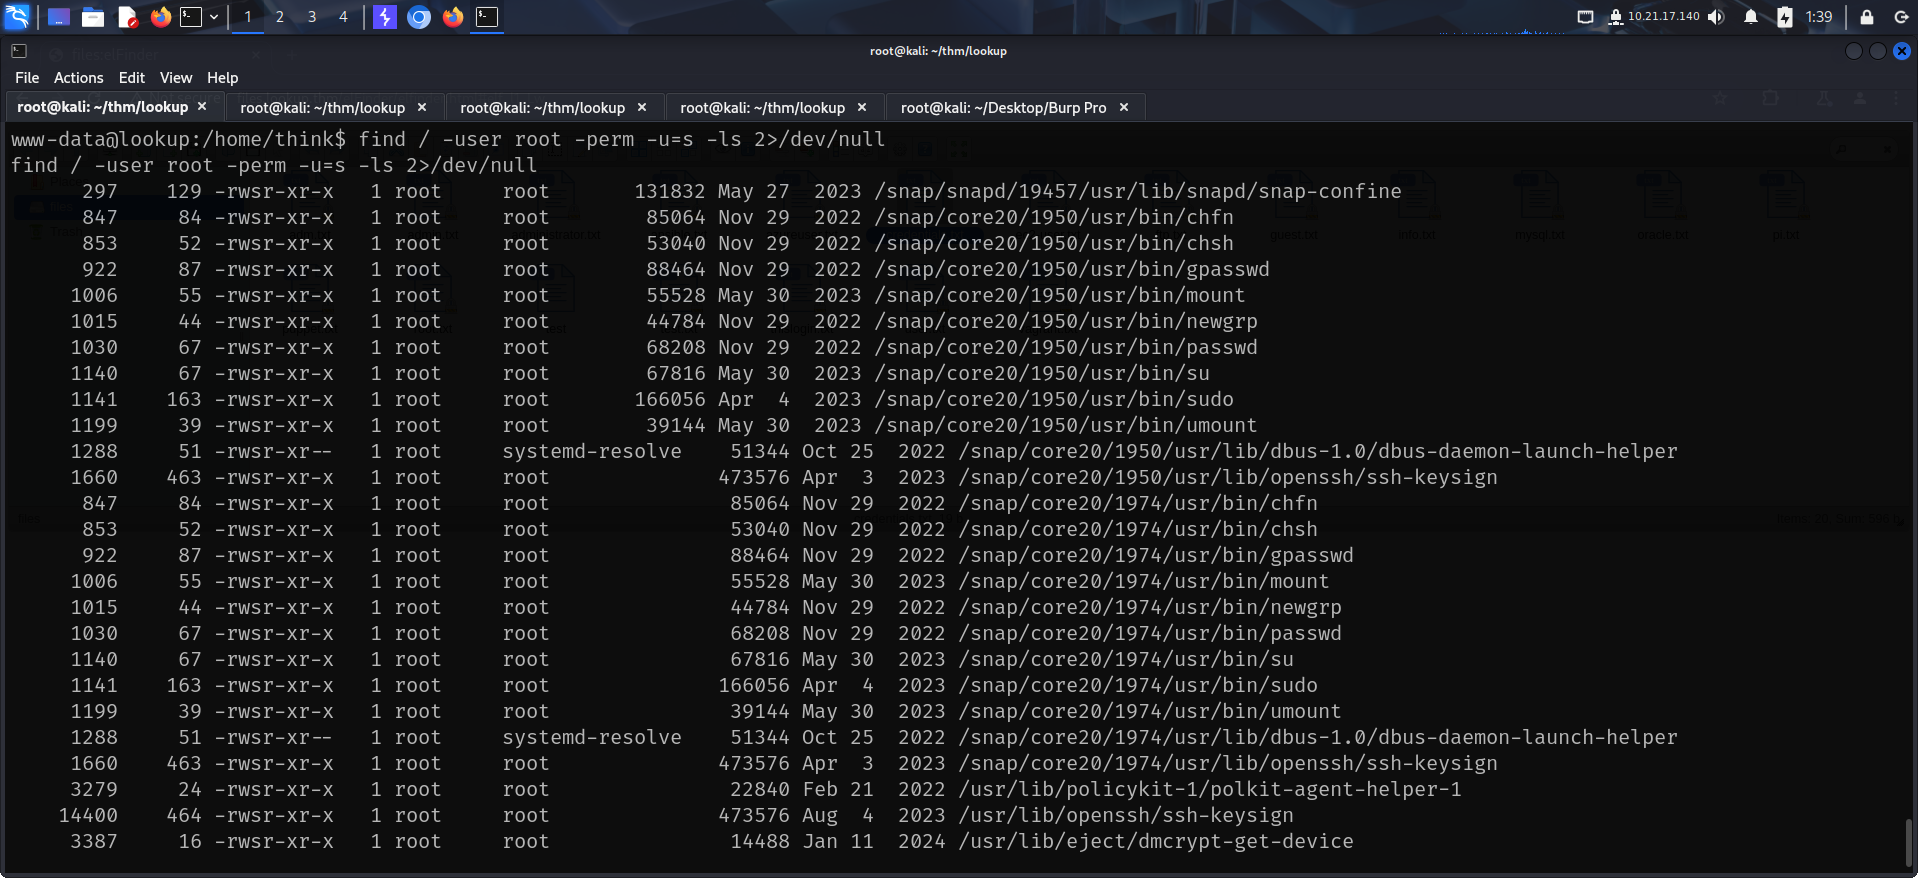 1 2 3 4 10.21.17.140 1:39
root@kali: ~/thm/lookup
File Actions Edit View Help
root@kali: ~/thm/lookup × root@kali: ~/thm/lookup × root@kali: ~/thm/lookup × root@kali: ~/thm/lookup × root@kali: ~/Desktop/Burp Pro ×
www-data@lookup:/home/think$ find / -user root -perm -u=s -ls 2>/dev/null
find / -user root -perm -u=s -ls 2>/dev/null
297 129 -rwsr-xr-x 1 root root 131832 May 27 2023 /snap/snapd/19457/usr/lib/snapd/snap-confine
847 84 -rwsr-xr-x 1 root root 85064 Nov 29 2022 /snap/core20/1950/usr/bin/chfn
853 52 -rwsr-xr-x 1 root root 53040 Nov 29 2022 /snap/core20/1950/usr/bin/chsh
922 87 -rwsr-xr-x 1 root root 88464 Nov 29 2022 /snap/core20/1950/usr/bin/gpasswd
1006 55 -rwsr-xr-x 1 root root 55528 May 30 2023 /snap/core20/1950/usr/bin/mount
1015 44 -rwsr-xr-x 1 root root 44784 Nov 29 2022 /snap/core20/1950/usr/bin/newgrp
1030 67 -rwsr-xr-x 1 root root 68208 Nov 29 2022 /snap/core20/1950/usr/bin/passwd
1140 67 -rwsr-xr-x 1 root root 67816 May 30 2023 /snap/core20/1950/usr/bin/su
1141 163 -rwsr-xr-x 1 root root 166056 Apr 4 2023 /snap/core20/1950/usr/bin/sudo
1199 39 -rwsr-xr-x 1 root root 39144 May 30 2023 /snap/core20/1950/usr/bin/umount
1288 51 -rwsr-xr-- 1 root systemd-resolve 51344 Oct 25 2022 /snap/core20/1950/usr/lib/dbus-1.0/dbus-daemon-launch-helper
1660 463 -rwsr-xr-x 1 root root 473576 Apr 3 2023 /snap/core20/1950/usr/lib/openssh/ssh-keysign
847 84 -rwsr-xr-x 1 root root 85064 Nov 29 2022 /snap/core20/1974/usr/bin/chfn
853 52 -rwsr-xr-x 1 root root 53040 Nov 29 2022 /snap/core20/1974/usr/bin/chsh
922 87 -rwsr-xr-x 1 root root 88464 Nov 29 2022 /snap/core20/1974/usr/bin/gpasswd
1006 55 -rwsr-xr-x 1 root root 55528 May 30 2023 /snap/core20/1974/usr/bin/mount
1015 44 -rwsr-xr-x 1 root root 44784 Nov 29 2022 /snap/core20/1974/usr/bin/newgrp
1030 67 -rwsr-xr-x 1 root root 68208 Nov 29 2022 /snap/core20/1974/usr/bin/passwd
1140 67 -rwsr-xr-x 1 root root 67816 May 30 2023 /snap/core20/1974/usr/bin/su
1141 163 -rwsr-xr-x 1 root root 166056 Apr 4 2023 /snap/core20/1974/usr/bin/sudo
1199 39 -rwsr-xr-x 1 root root 39144 May 30 2023 /snap/core20/1974/usr/bin/umount
1288 51 -rwsr-xr-- 1 root systemd-resolve 51344 Oct 25 2022 /snap/core20/1974/usr/lib/dbus-1.0/dbus-daemon-launch-helper
1660 463 -rwsr-xr-x 1 root root 473576 Apr 3 2023 /snap/core20/1974/usr/lib/openssh/ssh-keysign
3279 24 -rwsr-xr-x 1 root root 22840 Feb 21 2022 /usr/lib/policykit-1/polkit-agent-helper-1
14400 464 -rwsr-xr-x 1 root root 473576 Aug 4 2023 /usr/lib/openssh/ssh-keysign
3387 16 -rwsr-xr-x 1 root root 14488 Jan 11 2024 /usr/lib/eject/dmcrypt-get-device